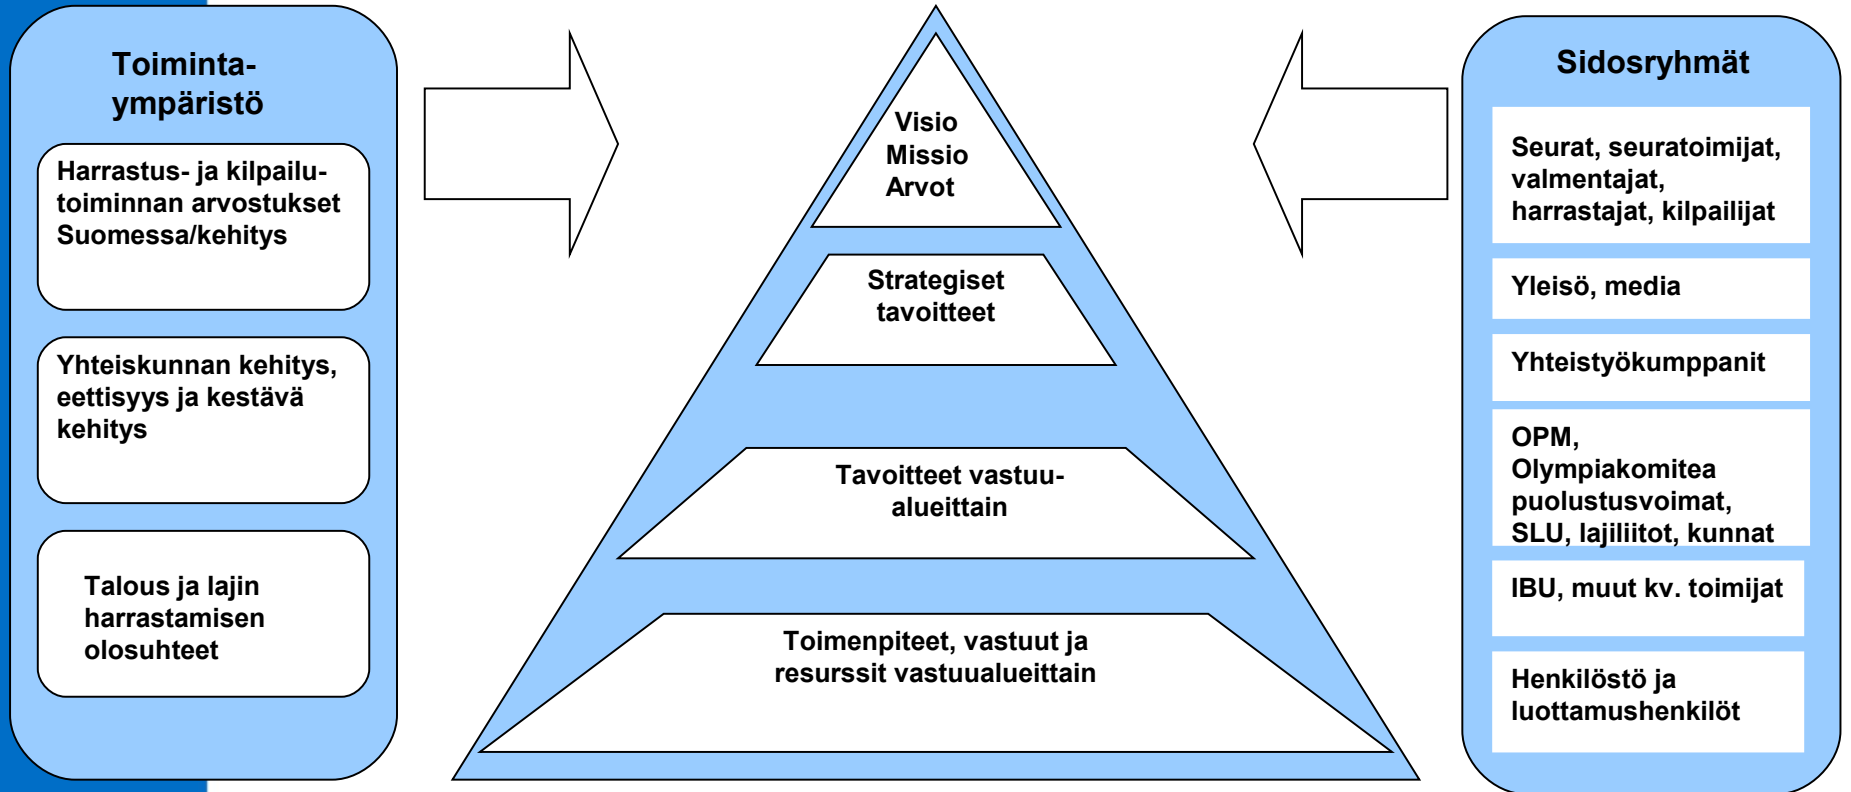 Toiminta-
ympäristö
Harrastus- ja kilpailu-
toiminnan arvostukset
Suomessa/kehitys
Yhteiskunnan kehitys,
eettisyys ja kestävä
kehitys
Talous ja lajin
harrastamisen
olosuhteet
Visio
Missio
Arvot
Strategiset
tavoitteet
Tavoitteet vastuu-
alueittain
Toimenpiteet, vastuut ja
resurssit vastuualueittain
Sidosryhmät
Seurat, seuratoimijat,
valmentajat,
harrastajat, kilpailijat
Yleisö, media
Yhteistyökumppanit
OPM,
Olympiakomitea
puolustusvoimat,
SLU, lajiliitot, kunnat
IBU, muut kv. toimijat
Henkilöstö ja
luottamushenkilöt